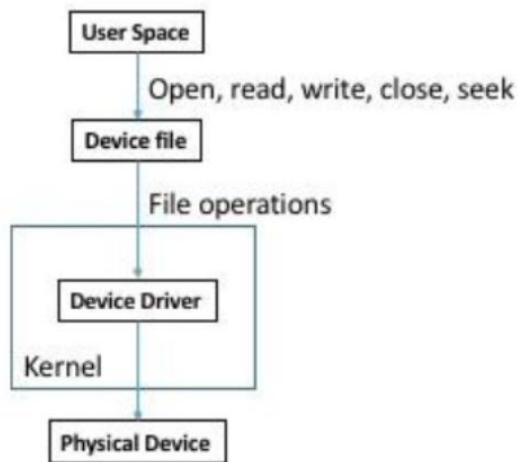 User Space
Open, read, write, close, seek
Device file
File operations
Device Driver
Kernel
Physical Device